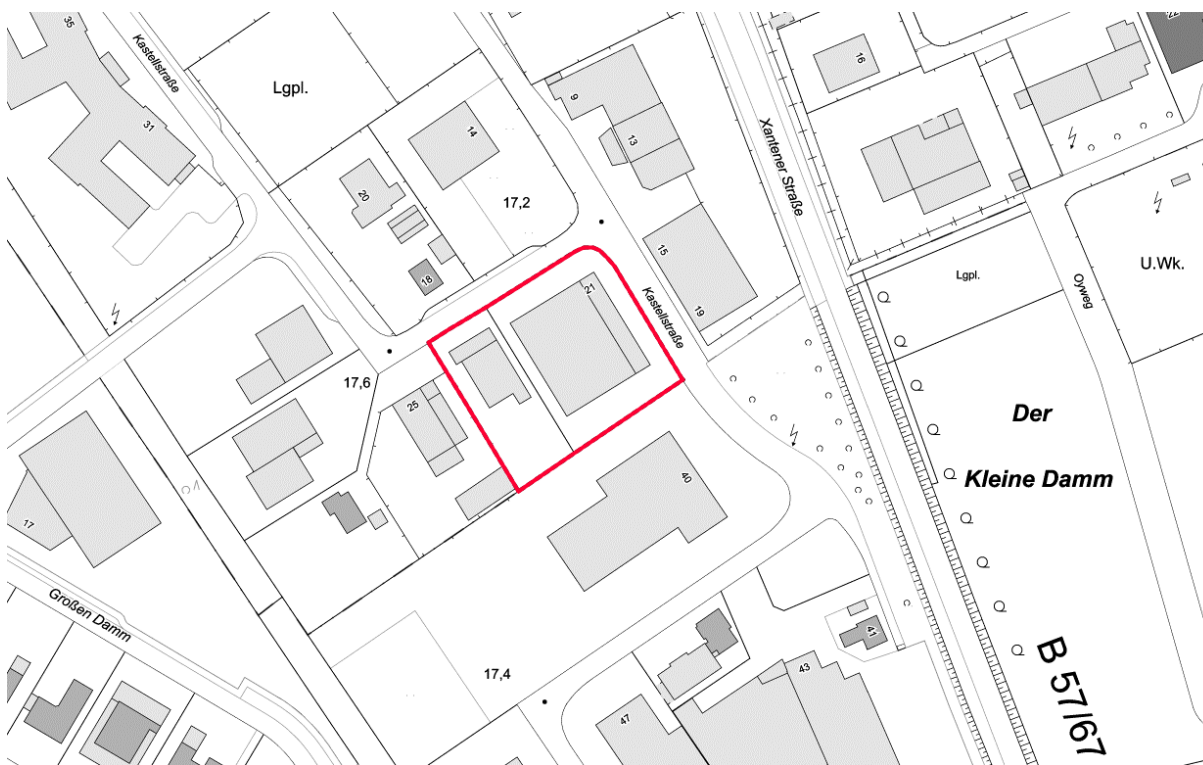 35
Kastellstraße
Lgpl.
31
14
20
18
17,2
9
13
15
19
16
Xantener Straße
U.Wk.
Lgpl.
Oyweg
21
Kastellstraße
17,6
25
Der
Kleine Damm
40
17
Großen Damm
17,4
41
43
47
B 57/67